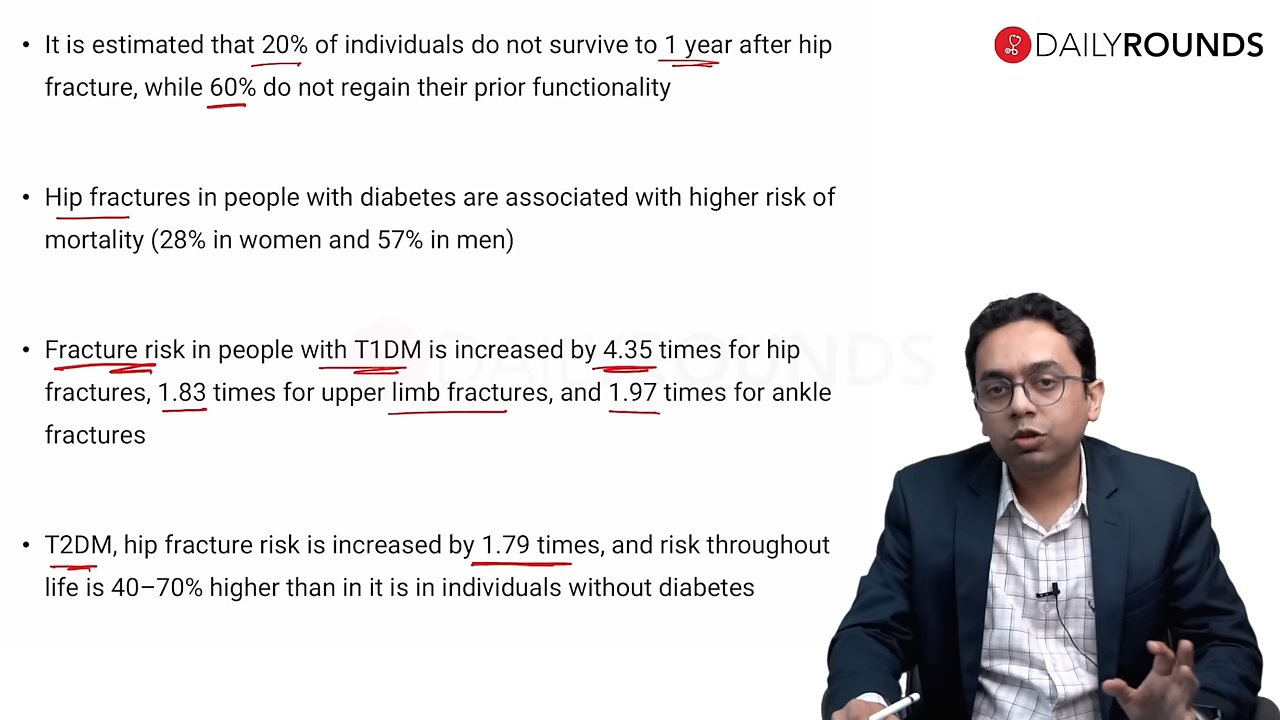 • It is estimated that 20% of individuals do not survive to 1 year after hip
fracture, while 60% do not regain their prior functionality
• Hip fractures in people with diabetes are associated with higher risk of
mortality (28% in women and 57% in men)
• Fracture risk in people with T1DM is increased by 4.35 times for hip
fractures, 1.83 times for upper limb fractures, and 1.97 times for ankle
fractures
• T2DM, hip fracture risk is increased by 1.79 times, and risk throughout
life is 40–70% higher than in it is in individuals without diabetes
DAILYROUNDS
DAILYROUNDS